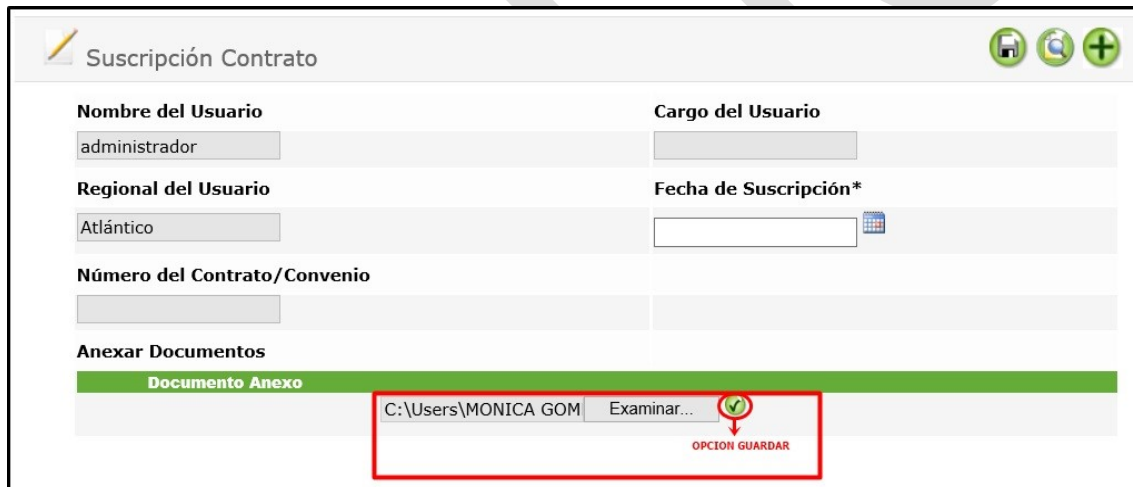 Suscripción Contrato
Nombre del Usuario
Cargo del Usuario
administrador
Regional del Usuario
Fecha de Suscripción*
Atlántico
Número del Contrato/Convenio
Anexar Documentos
Documento Anexo
C:\Users\MONICA GOM
Examinar...
OPCION GUARDAR